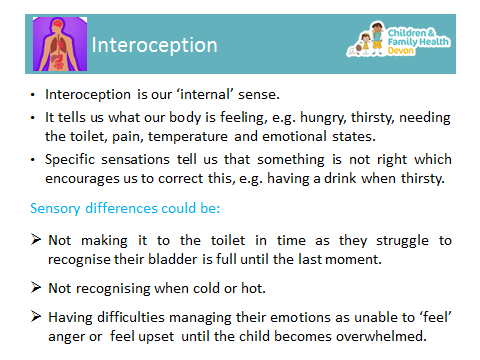 Interoception
Children &
Family Health
Devon
• Interoception is our ‘internal’ sense.
• It tells us what our body is feeling, e.g. hungry, thirsty, needing
the toilet, pain, temperature and emotional states.
• Specific sensations tell us that something is not right which
encourages us to correct this, e.g. having a drink when thirsty.
Sensory differences could be:
➢ Not making it to the toilet in time as they struggle to
recognise their bladder is full until the last moment.
➢ Not recognising when cold or hot.
➢ Having difficulties managing their emotions as unable to ‘feel’
anger or feel upset until the child becomes overwhelmed.